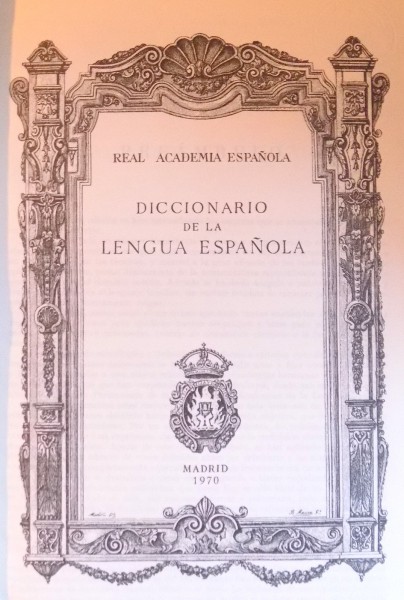 REAL ACADEMIA ESPAÑOLA
DICCIONARIO
DE LA
LENGUA ESPAÑOLA
MADRID
1970